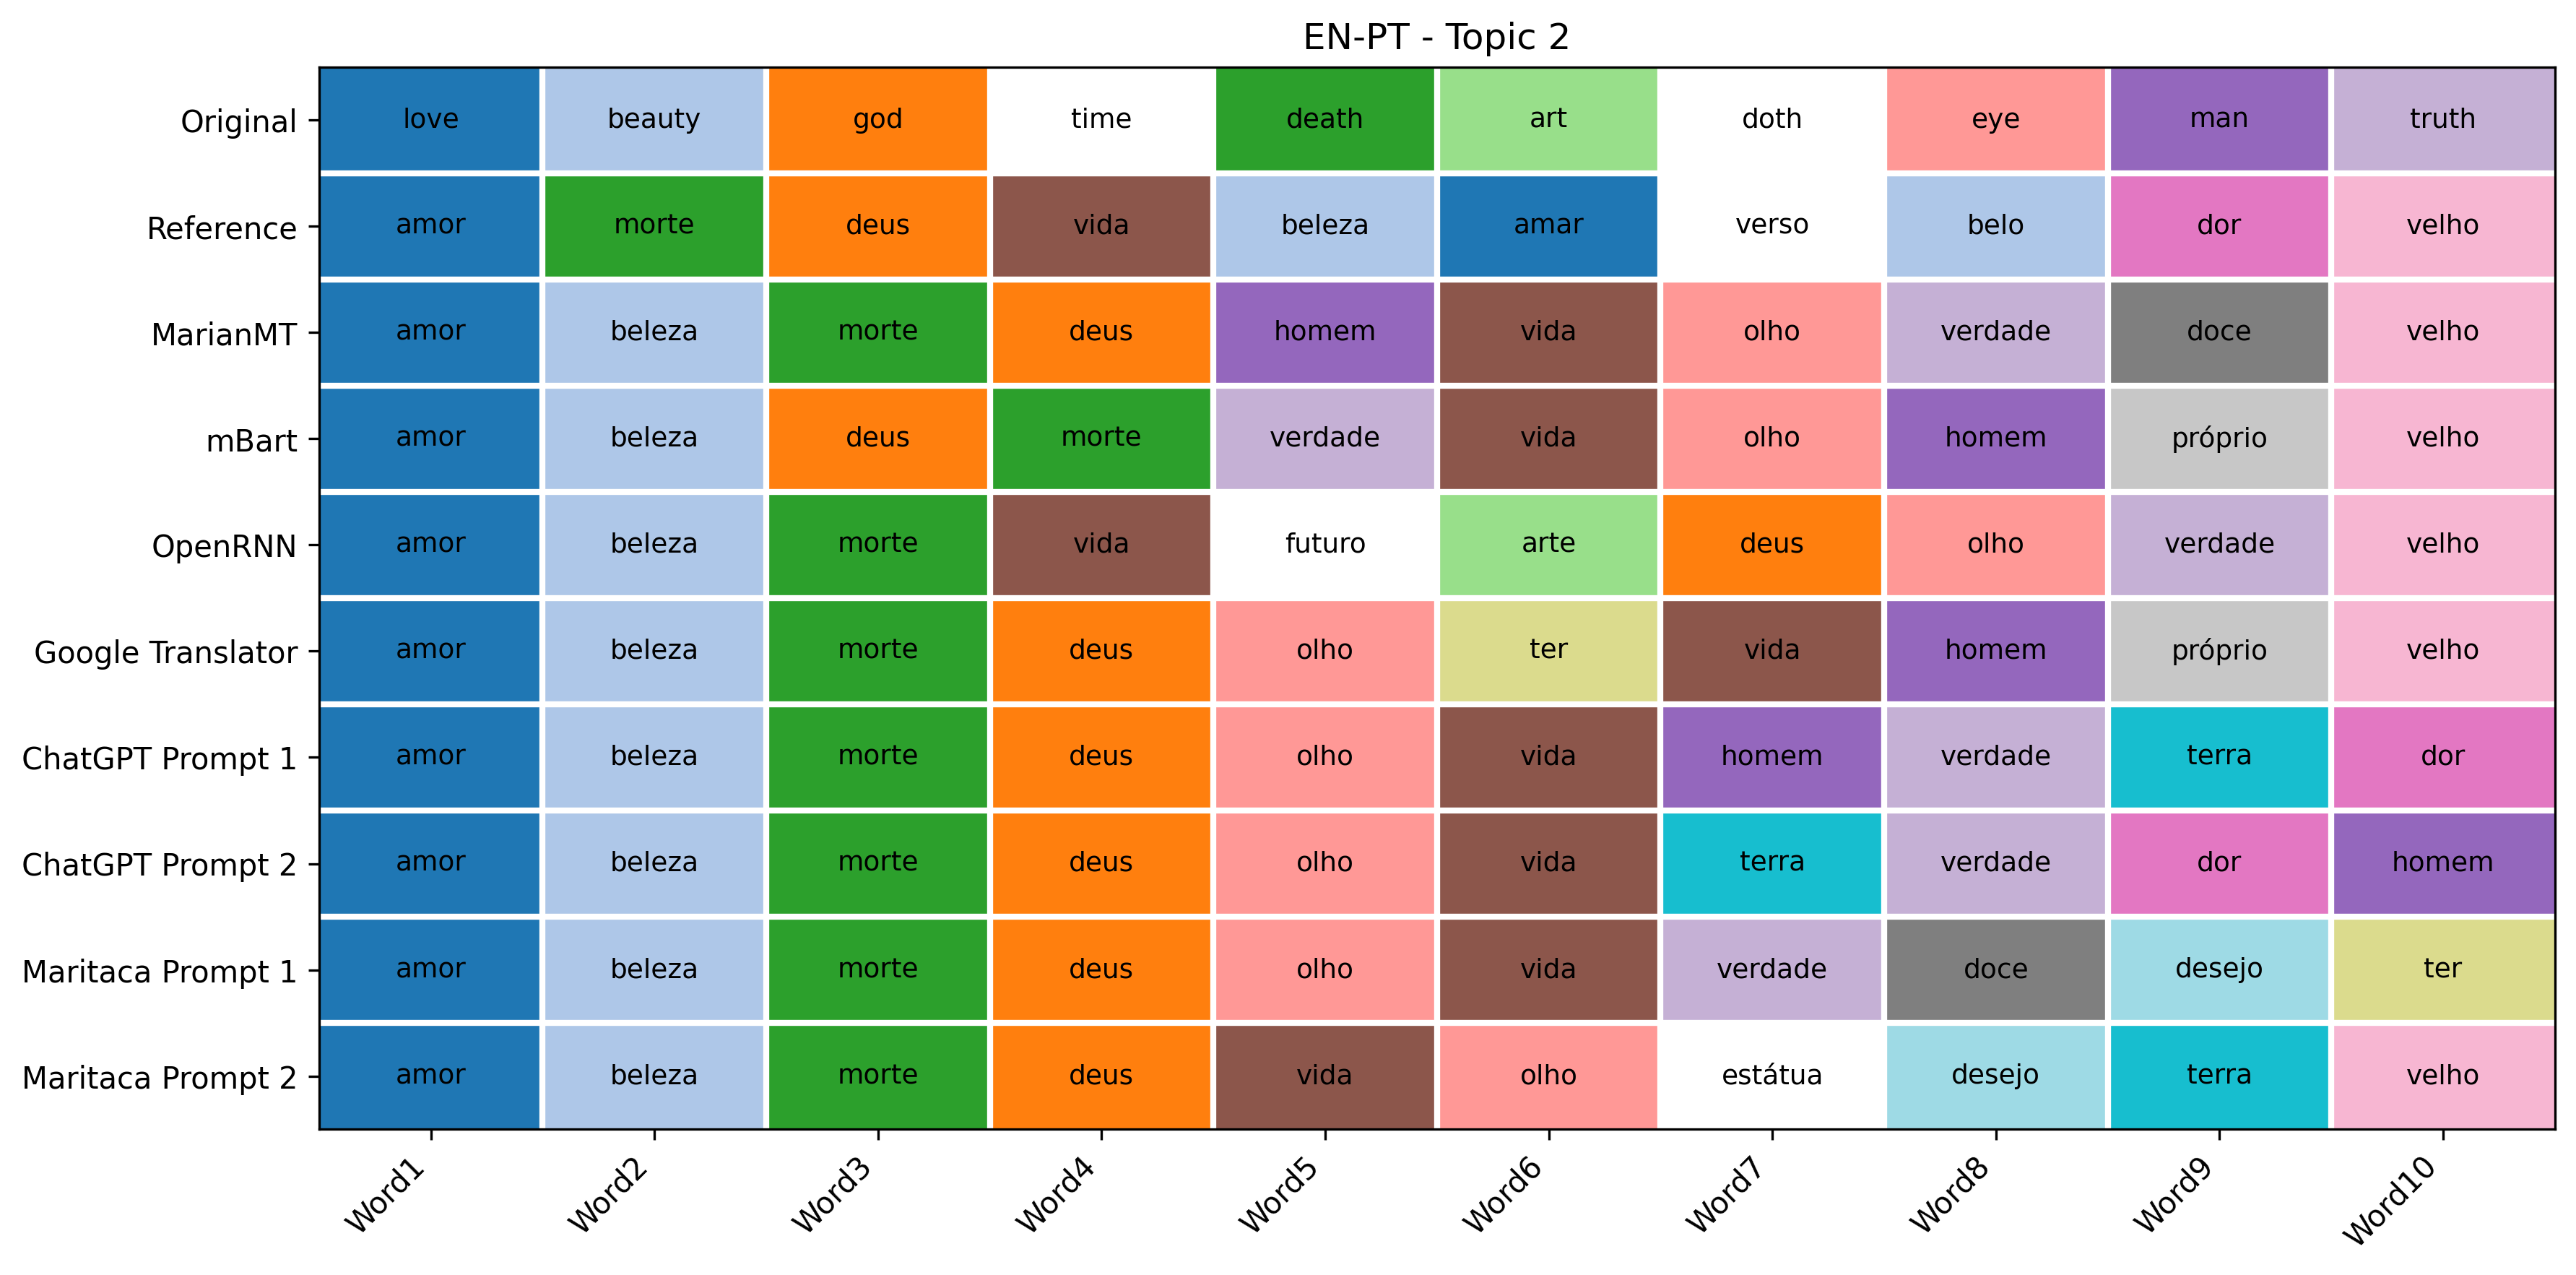 EN-PT - Topic 2
Original love beauty god time death art doth eye man truth
Reference amor morte deus vida beleza amar verso belo dor velho
MarianMT amor beleza morte deus homem vida olho verdade doce velho
mBart amor beleza deus morte verdade vida olho homem próprio velho
OpenRNN amor beleza morte vida futuro arte deus olho verdade velho
Google Translator amor beleza morte deus olho ter vida homem próprio velho
ChatGPT Prompt 1 amor beleza morte deus olho vida homem verdade terra dor
ChatGPT Prompt 2 amor beleza morte deus olho vida terra verdade dor homem
Maritaca Prompt 1 amor beleza morte deus olho vida verdade doce desejo ter
Maritaca Prompt 2 amor beleza morte deus vida olho estátua desejo terra velho
Word1 Word2 Word3 Word4 Word5 Word6 Word7 Word8 Word9 Word10